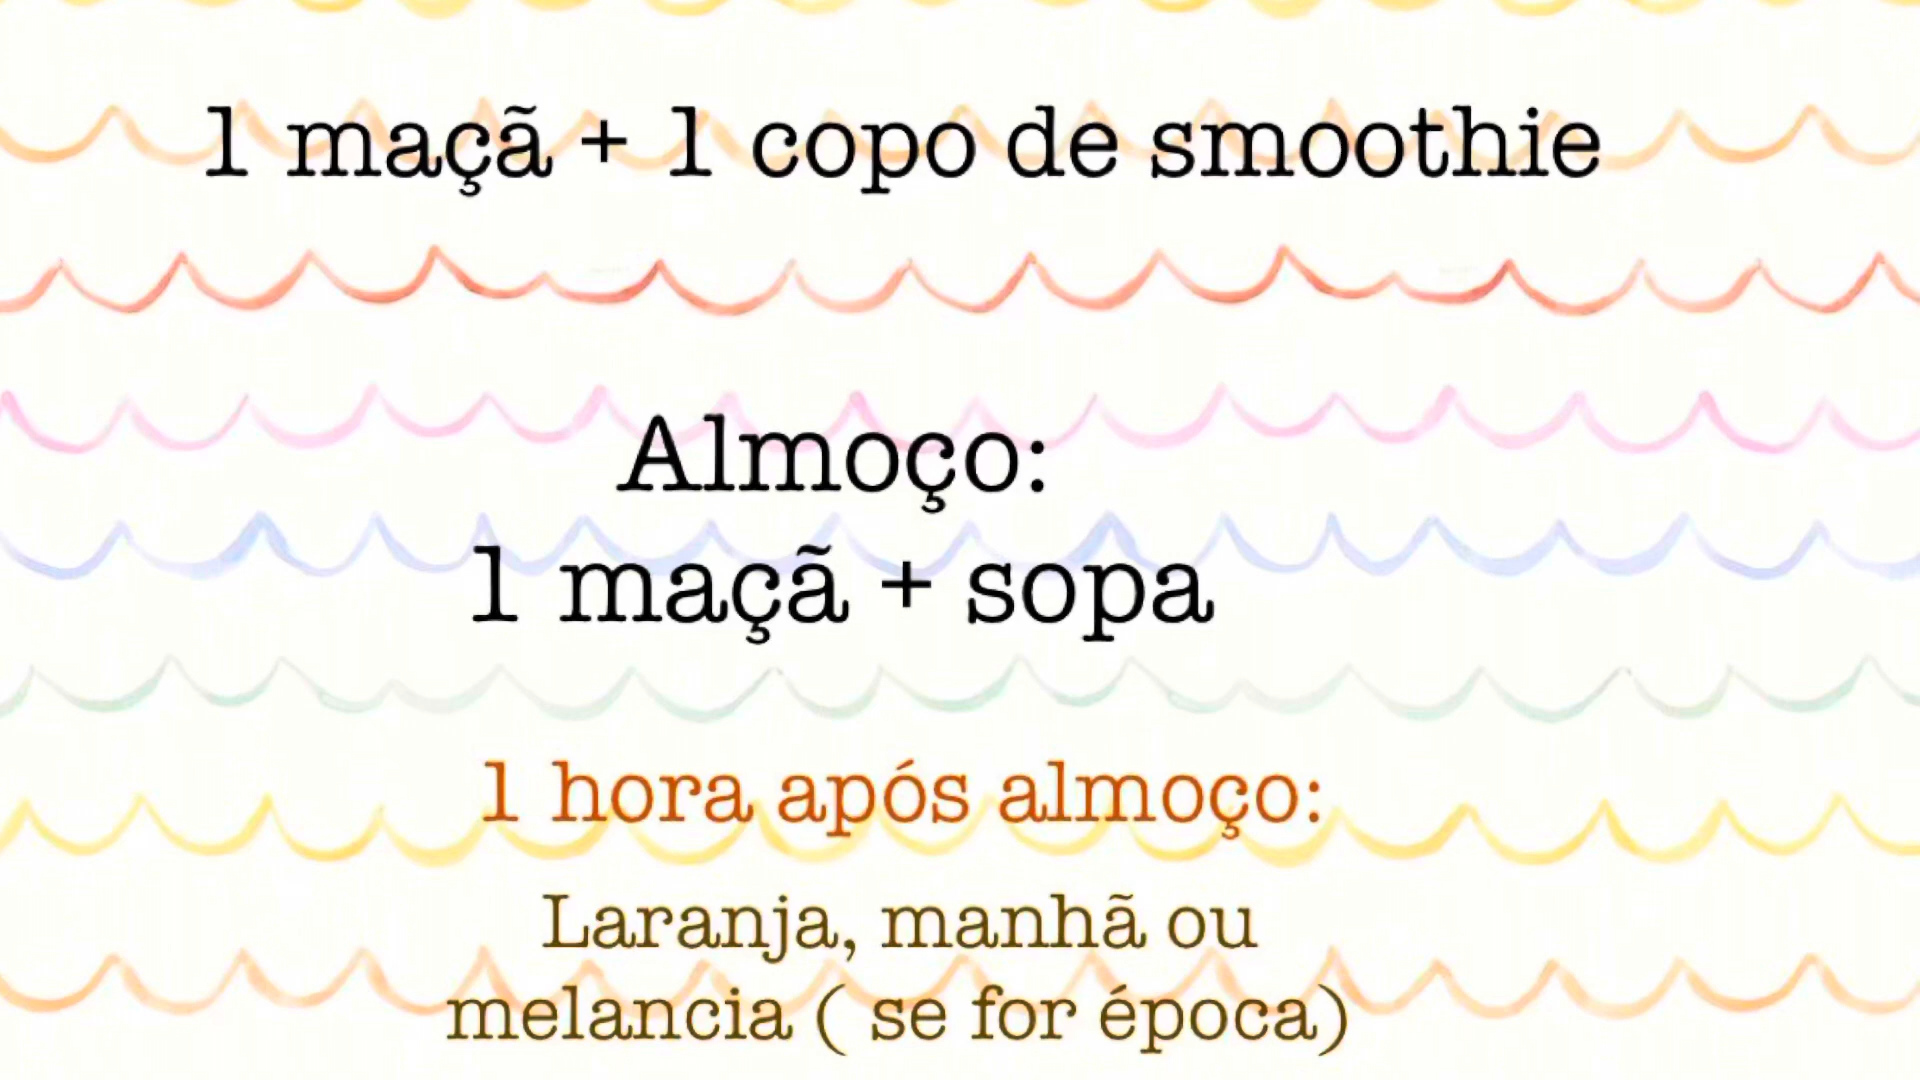 1 maçã + 1 copo de smoothie
Almoço:
1 maçã + sopa
1 hora após almoço:
Laranja, manhã ou
melancia ( se for época)